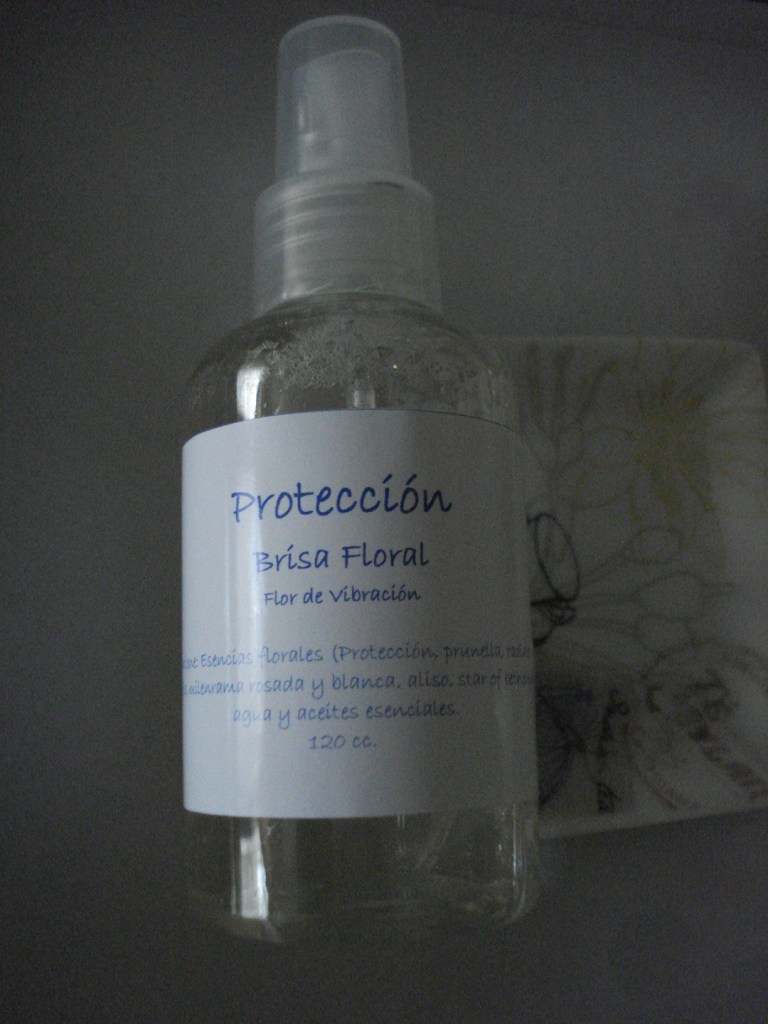 Protección
Brisa Floral
Flor de Vibración
Esencias florales (Protección, prunella,
milenrama rosada y blanca, aliso, star of
agua y aceites esenciales.
120 cc.